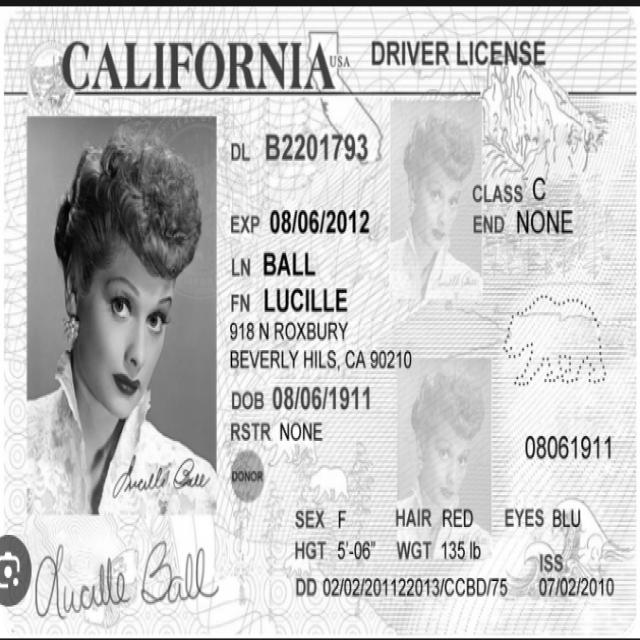 CALIFORNIA USA DRIVER LICENSE
DL B2201793
CLASS C
EXP 08/06/2012
END NONE
LN BALL
FN LUCILLE
918 N ROXBURY
BEVERLY HILS, CA 90210
DOB 08/06/1911
RSTR NONE
08061911
DONOR
Lucille Ball
SEX F HAIR RED EYES BLU
HGT 5'-06" WGT 135 lb
ISS
DD 02/02/201122013/CCBD/75 07/02/2010
Lucille Ball